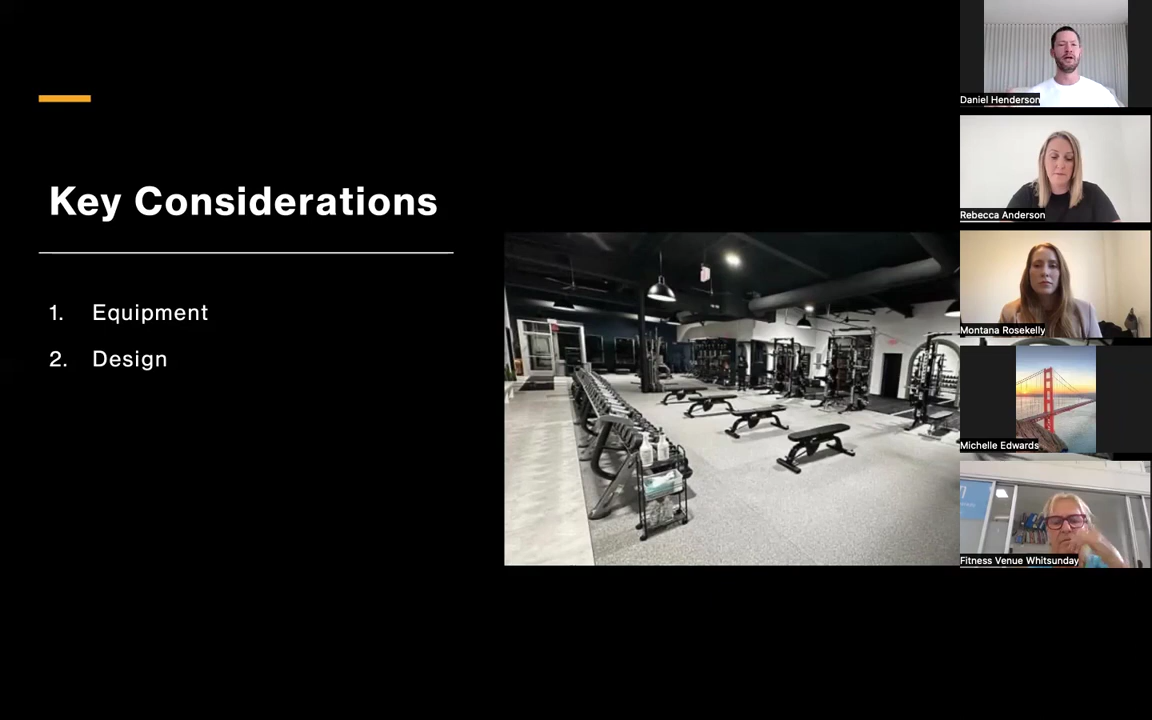 Key Considerations
1. Equipment
2. Design
Daniel Henderson
Rebecca Anderson
Montana Rosekelly
Michelle Edwards
Fitness Venue Whitsunday